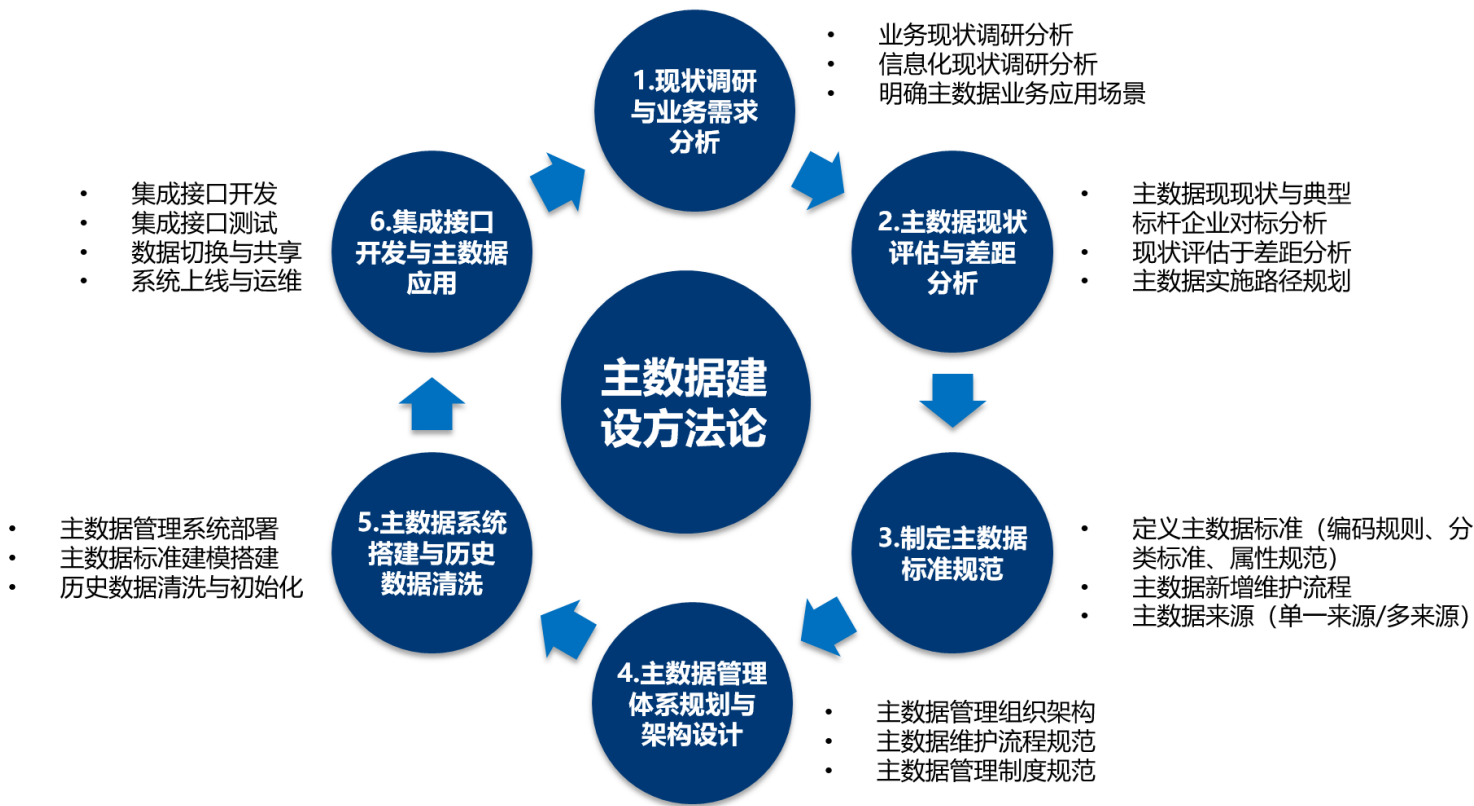 1.现状调研
与业务需求
分析
• 业务现状调研分析
• 信息化现状调研分析
• 明确主数据业务应用场景
2.主数据现状
评估与差距
分析
• 主数据现现状与典型
标杆企业对标分析
• 现状评估于差距分析
• 主数据实施路径规划
3.制定主数据
标准规范
• 定义主数据标准（编码规则、分
类标准、属性规范）
• 主数据新增维护流程
• 主数据来源（单一来源/多来源）
4.主数据管理
体系规划与
架构设计
• 主数据管理组织架构
• 主数据维护流程规范
• 主数据管理制度规范
5.主数据系统
搭建与历史
数据清洗
• 主数据管理系统部署
• 主数据标准建模搭建
• 历史数据清洗与初始化
6.集成接口
开发与主数据
应用
• 集成接口开发
• 集成接口测试
• 数据切换与共享
• 系统上线与运维
主数据建
设方法论